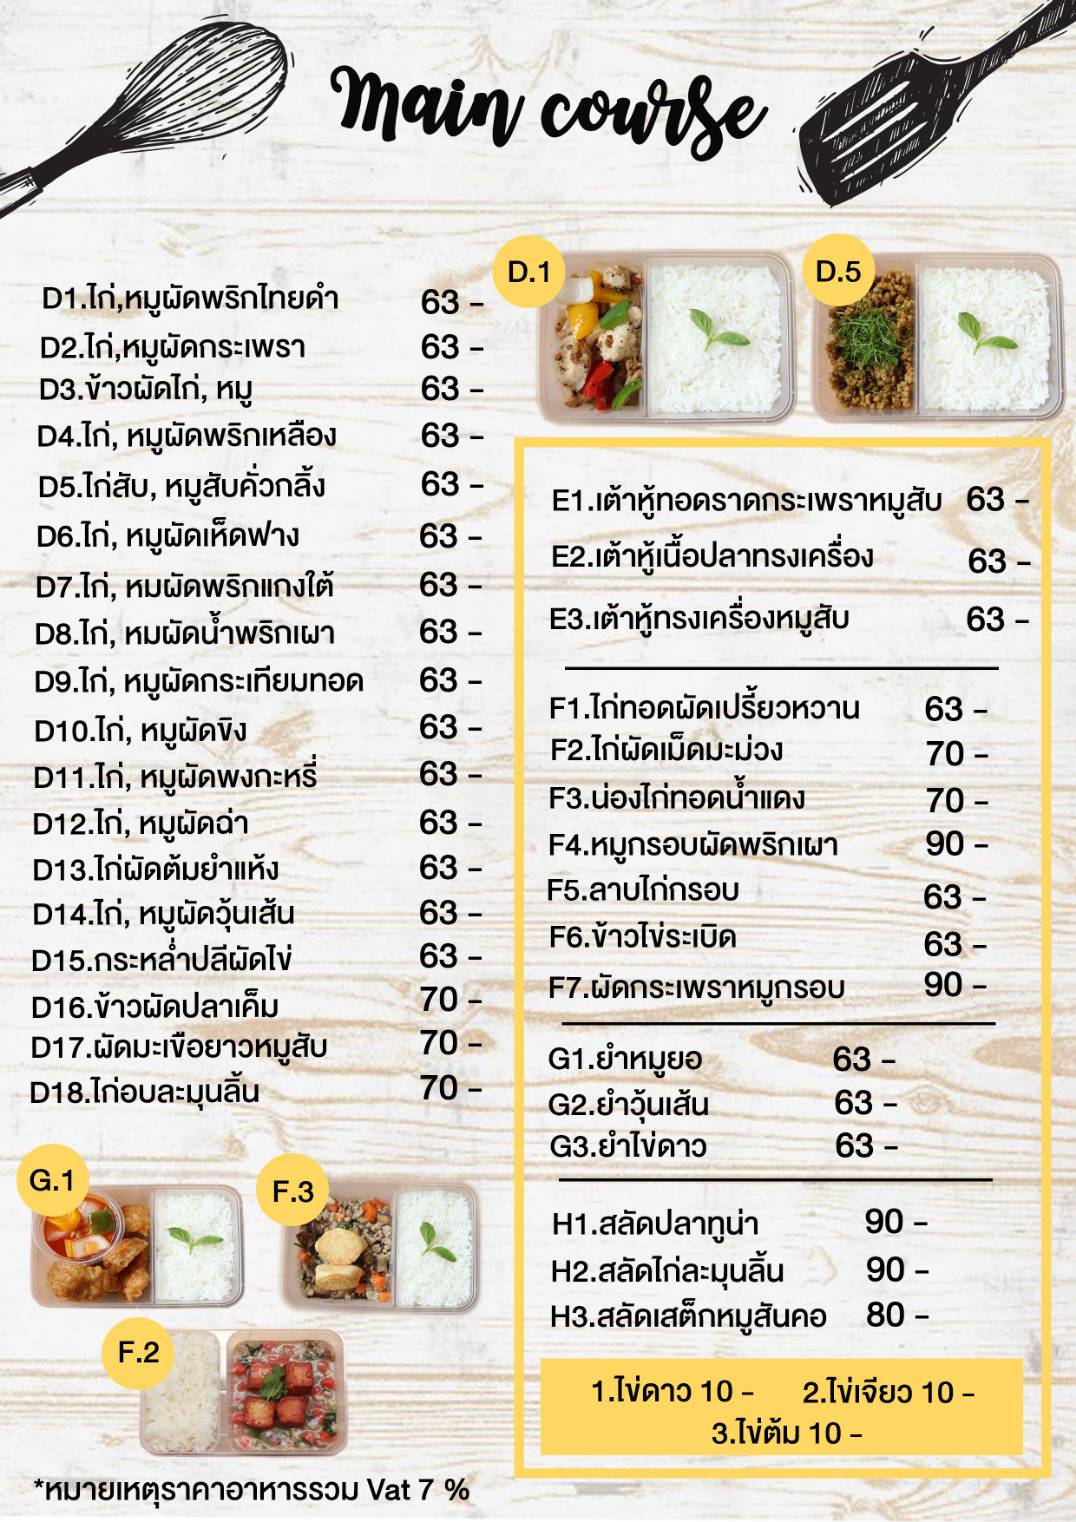 Main course
D1.ไก่,หมูผัดพริกไทยดำ 63 -
D2.ไก่,หมูผัดกระเพรา 63 -
D3.ข้าวผัดไก่, หมู 63 -
D4.ไก่, หมูผัดพริกเหลือง 63 -
D5.ไก่สับ, หมูสับคั่วกลิ้ง 63 -
D6.ไก่, หมูผัดเห็ดฟาง 63 -
D7.ไก่, หมผัดพริกแกงใต้ 63 -
D8.ไก่, หมผัดน้ำพริกเผา 63 -
D9.ไก่, หมูผัดกระเทียมทอด 63 -
D10.ไก่, หมูผัดขิง 63 -
D11.ไก่, หมูผัดพงกะหรี่ 63 -
D12.ไก่, หมูผัดฉ่า 63 -
D13.ไก่ผัดต้มยำแห้ง 63 -
D14.ไก่, หมูผัดวุ้นเส้น 63 -
D15.กระหล่ำปลีผัดไข่ 63 -
D16.ข้าวผัดปลาเค็ม 70 -
D17.ผัดมะเขือยาวหมูสับ 70 -
D18.ไก่อบละมุนลิ้น 70 -
D.1
D.5
E1.เต้าหู้ทอดราดกระเพราหมูสับ 63 -
E2.เต้าหู้เนื้อปลาทรงเครื่อง 63 -
E3.เต้าหู้ทรงเครื่องหมูสับ 63 -
F1.ไก่ทอดผัดเปรี้ยวหวาน 63 -
F2.ไก่ผัดเม็ดมะม่วง 70 -
F3.น่องไก่ทอดน้ำแดง 70 -
F4.หมูกรอบผัดพริกเผา 90 -
F5.ลาบไก่กรอบ 63 -
F6.ข้าวไข่ระเบิด 63 -
F7.ผัดกระเพราหมูกรอบ 90 -
G1.ยำหมูยอ 63 -
G2.ยำวุ้นเส้น 63 -
G3.ยำไข่ดาว 63 -
H1.สลัดปลาทูน่า 90 -
H2.สลัดไก่ละมุนลิ้น 90 -
H3.สลัดเสต็กหมูสันคอ 80 -
1.ไข่ดาว 10 - 2.ไข่เจียว 10 -
3.ไข่ต้ม 10 -
G.1
F.3
F.2
*หมายเหตุราคาอาหารรวม Vat 7 %